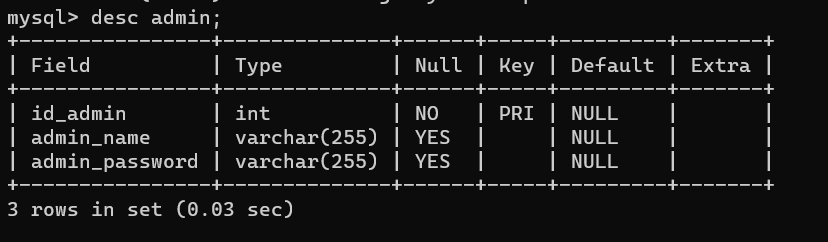 mysql> desc admin;
+----------------+--------------+------+-----+---------+-------+
| Field          | Type         | Null | Key | Default | Extra |
+----------------+--------------+------+-----+---------+-------+
| id_admin       | int          | NO   | PRI | NULL    |       |
| admin_name     | varchar(255) | YES  |     | NULL    |       |
| admin_password | varchar(255) | YES  |     | NULL    |       |
+----------------+--------------+------+-----+---------+-------+
3 rows in set (0.03 sec)